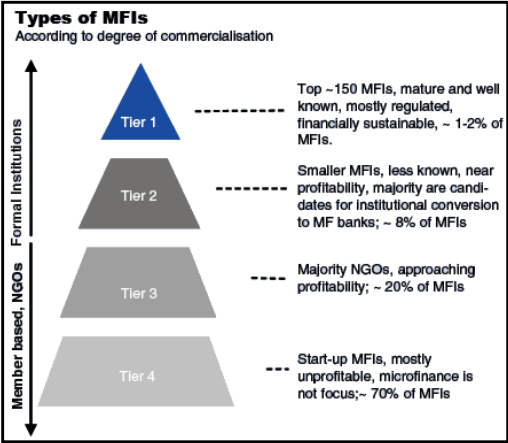 Types of MFIs
According to degree of commercialisation
Formal Institutions
Member based, NGOs
Tier 1
Top ~150 MFIs, mature and well
known, mostly regulated,
financially sustainable, ~ 1-2% of
MFIs.
Tier 2
Smaller MFIs, less known, near
profitability, majority are candi-
dates for institutional conversion
to MF banks; ~ 8% of MFIs
Tier 3
Majority NGOs, approaching
profitability; ~ 20% of MFIs
Tier 4
Start-up MFIs, mostly
unprofitable, microfinance is
not focus;~ 70% of MFIs